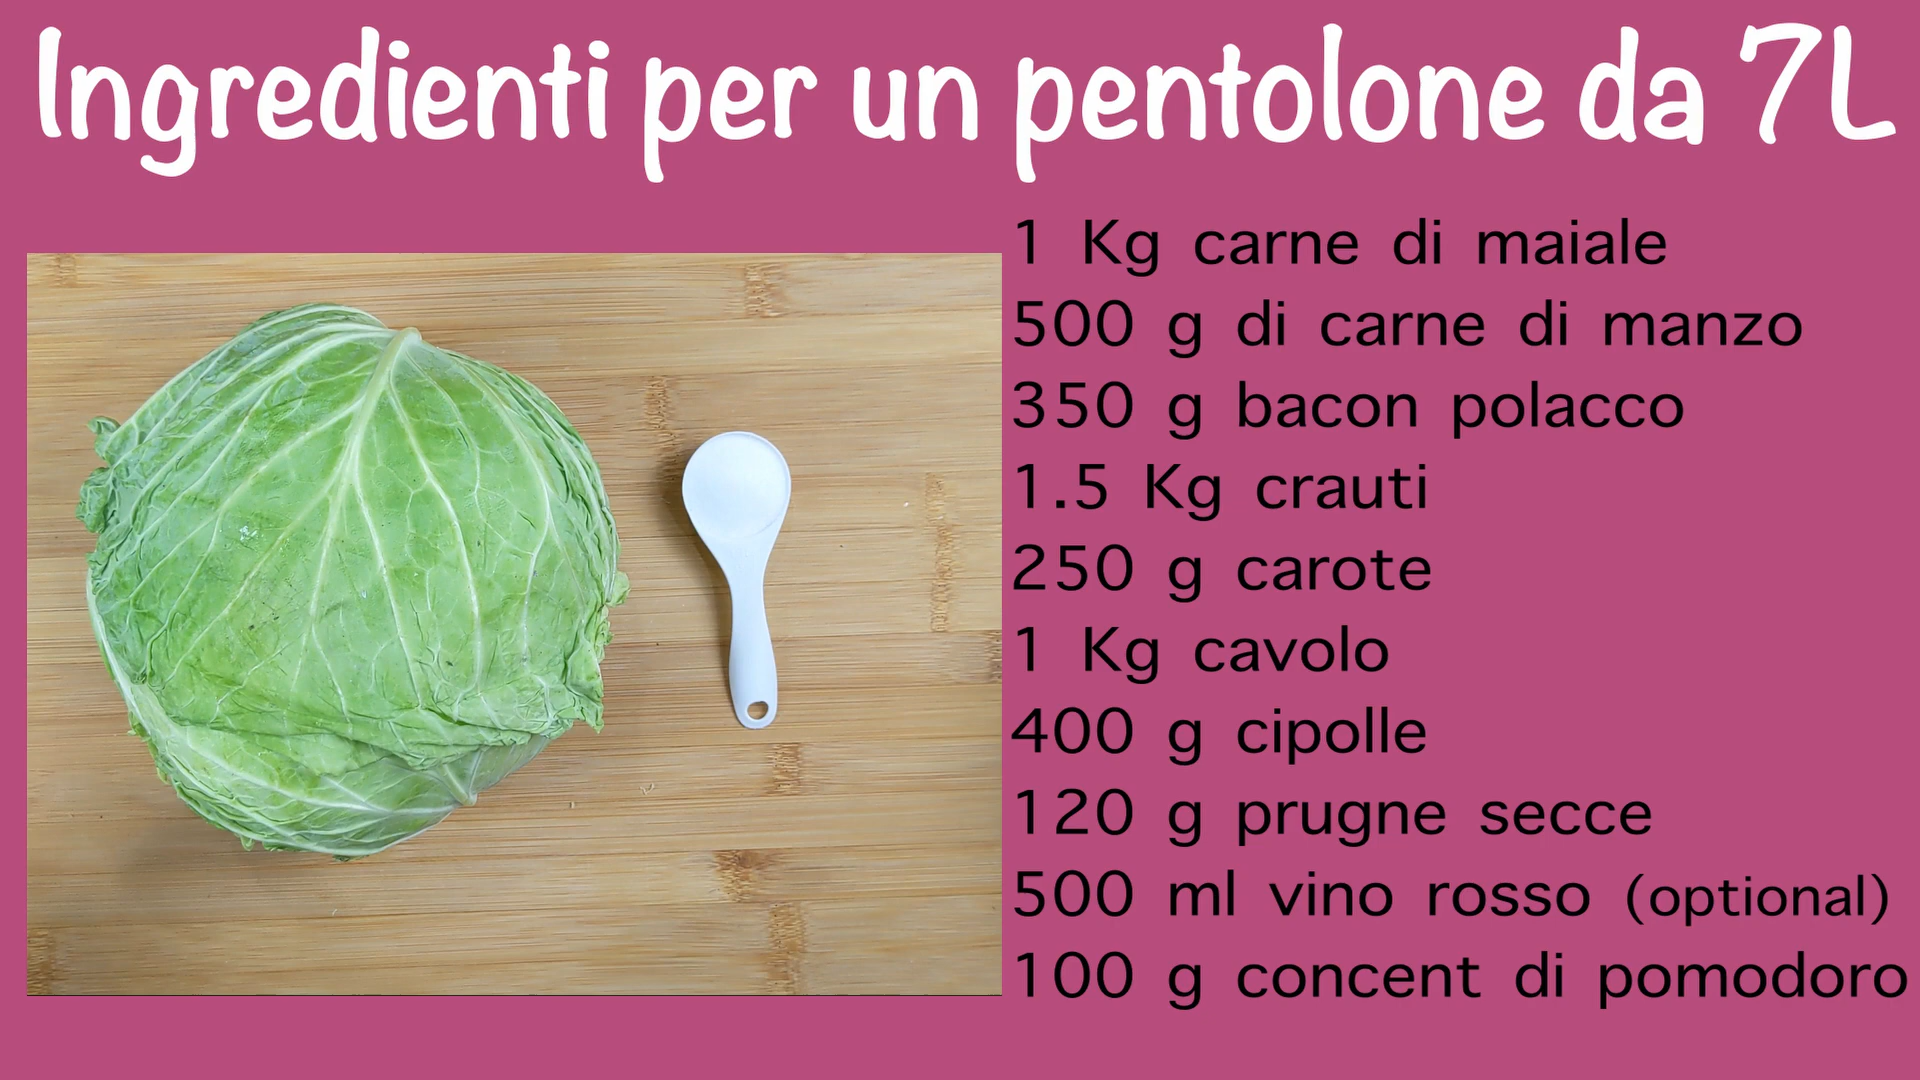 Ingredienti per un pentolone da 7L
1 Kg carne di maiale
500 g di carne di manzo
350 g bacon polacco
1.5 Kg crauti
250 g carote
1 Kg cavolo
400 g cipolle
120 g prugne secce
500 ml vino rosso (optional)
100 g concent di pomodoro